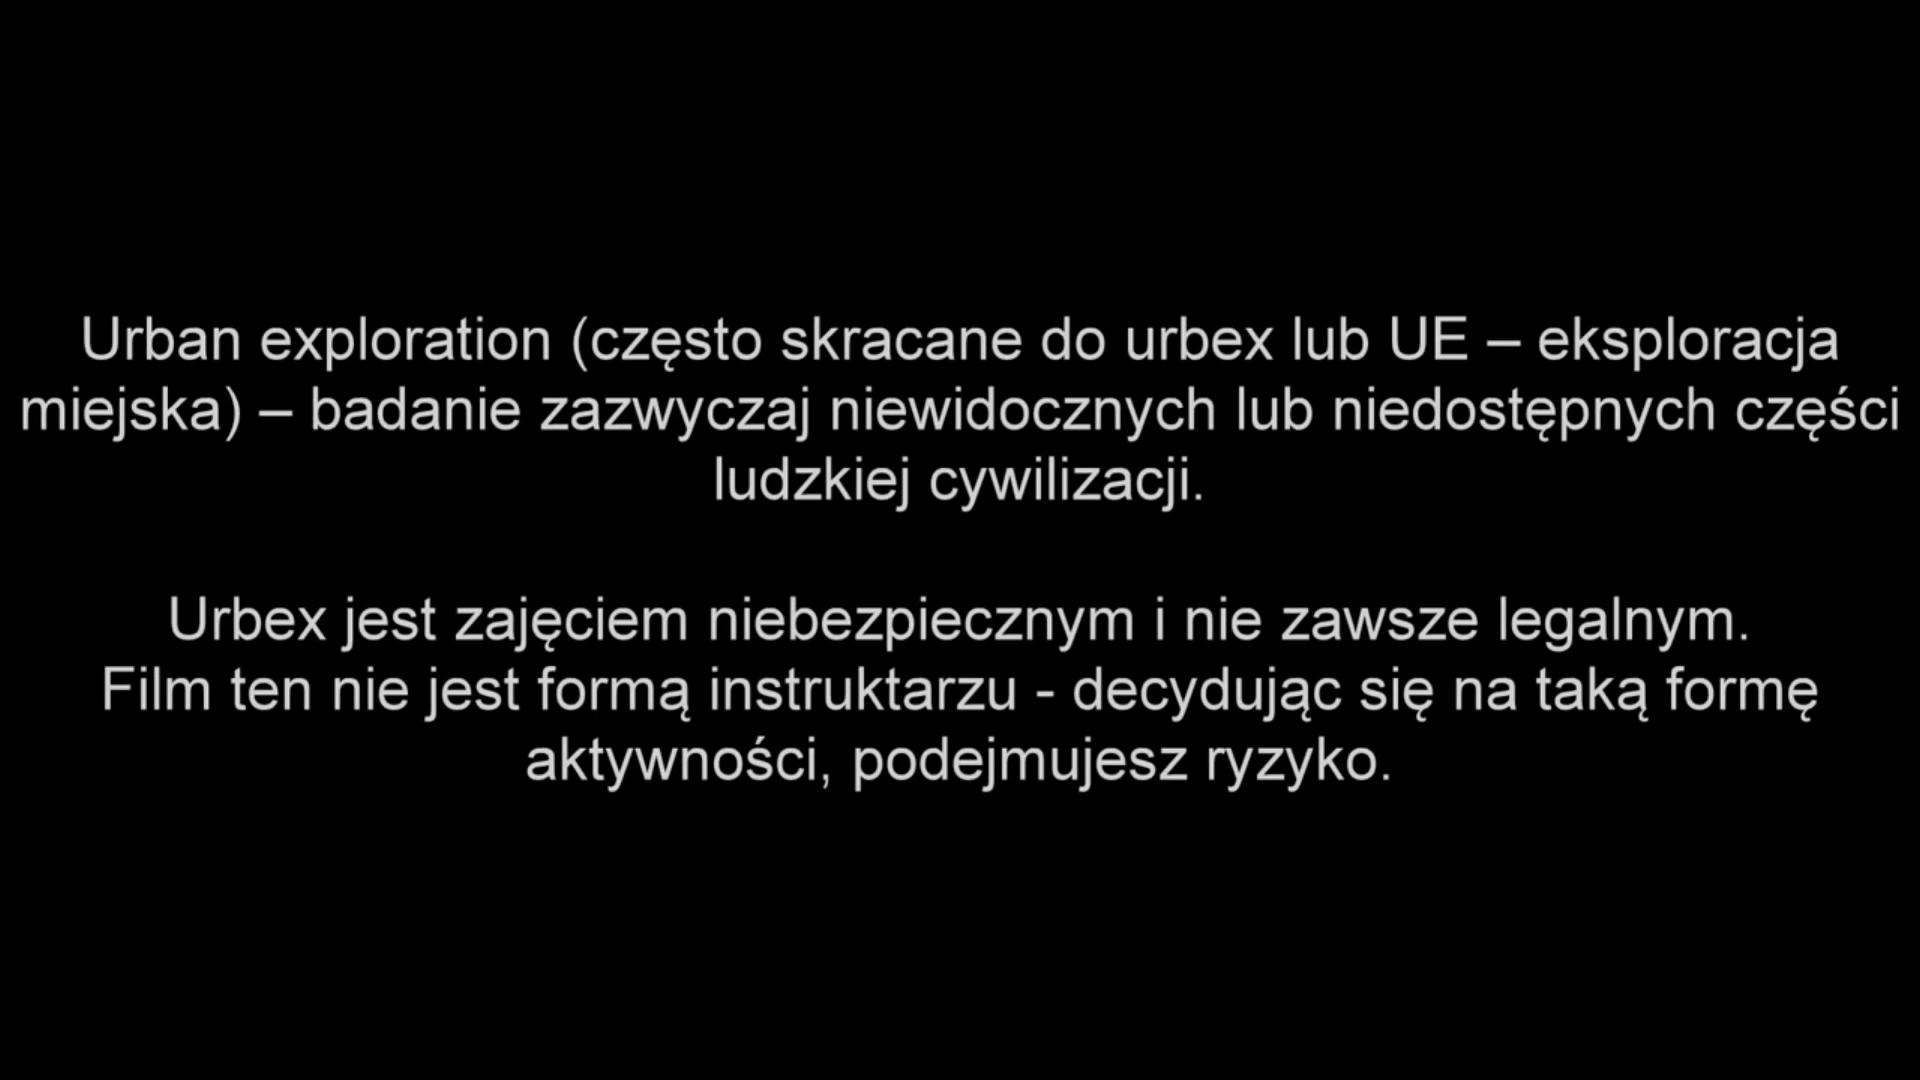 Urban exploration (często skracane do urbex lub UE – eksploracja
miejska) – badanie zazwyczaj niewidocznych lub niedostępnych części
ludzkiej cywilizacji.
Urbex jest zajęciem niebezpiecznym i nie zawsze legalnym.
Film ten nie jest formą instruktarzu - decydując się na taką formę
aktywności, podejmujesz ryzyko.